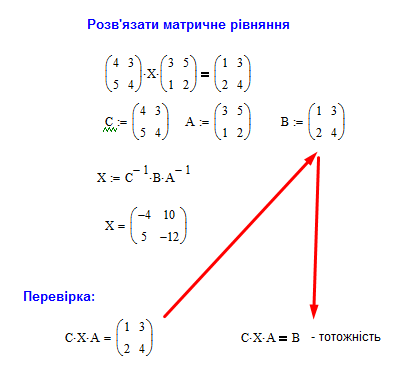 Розв'язати матричне рівняння
(4 3
5 4)·X·(3 5
1 2) = (1 3
2 4)
C := (4 3
5 4) A := (3 5
1 2) B := (1 3
2 4)
X := C⁻¹·B·A⁻¹
X = (−4 10
5 −12)
Перевірка:
C·X·A = (1 3
2 4)
C·X·A = B - тотожність